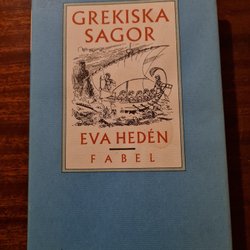 GREKISKA
SAGOR
EVA HEDÉN
FABEL